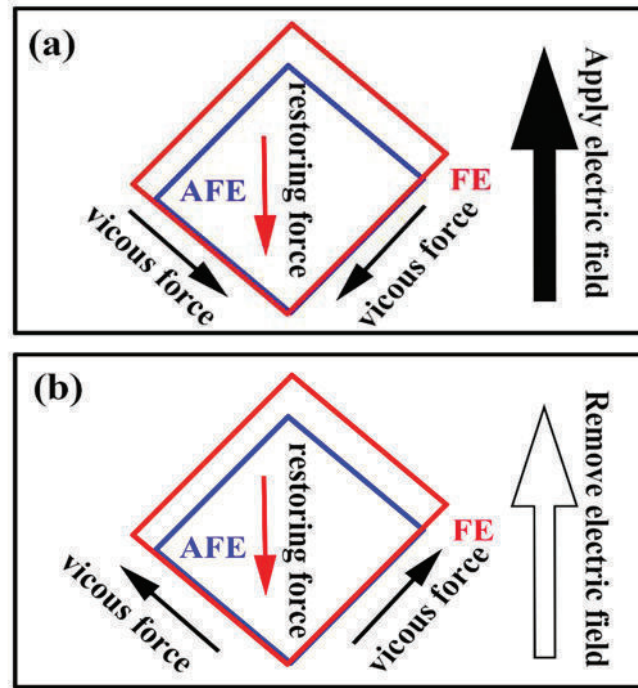 (a)
restoring force
AFE
FE
vicous force
vicous force
Apply electric field
(b)
restoring force
AFE
FE
vicous force
vicous force
Remove electric field